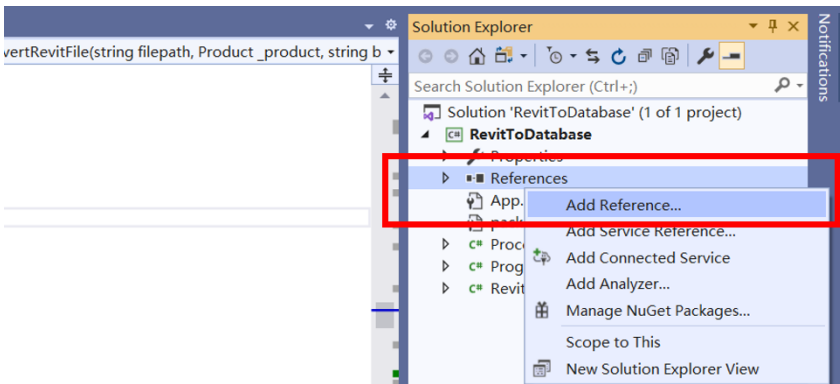 Solution Explorer
vertRevitFile(string filepath, Product _product, string b
Search Solution Explorer (Ctrl+;)
Solution 'RevitToDatabase' (1 of 1 project)
C# RevitToDatabase
Properties
References
App.
Add Reference...
Add Service Reference...
C# Proc
Add Connected Service
C# Prog
Add Analyzer...
C# Revit
Manage NuGet Packages...
Scope to This
New Solution Explorer View
Notifications